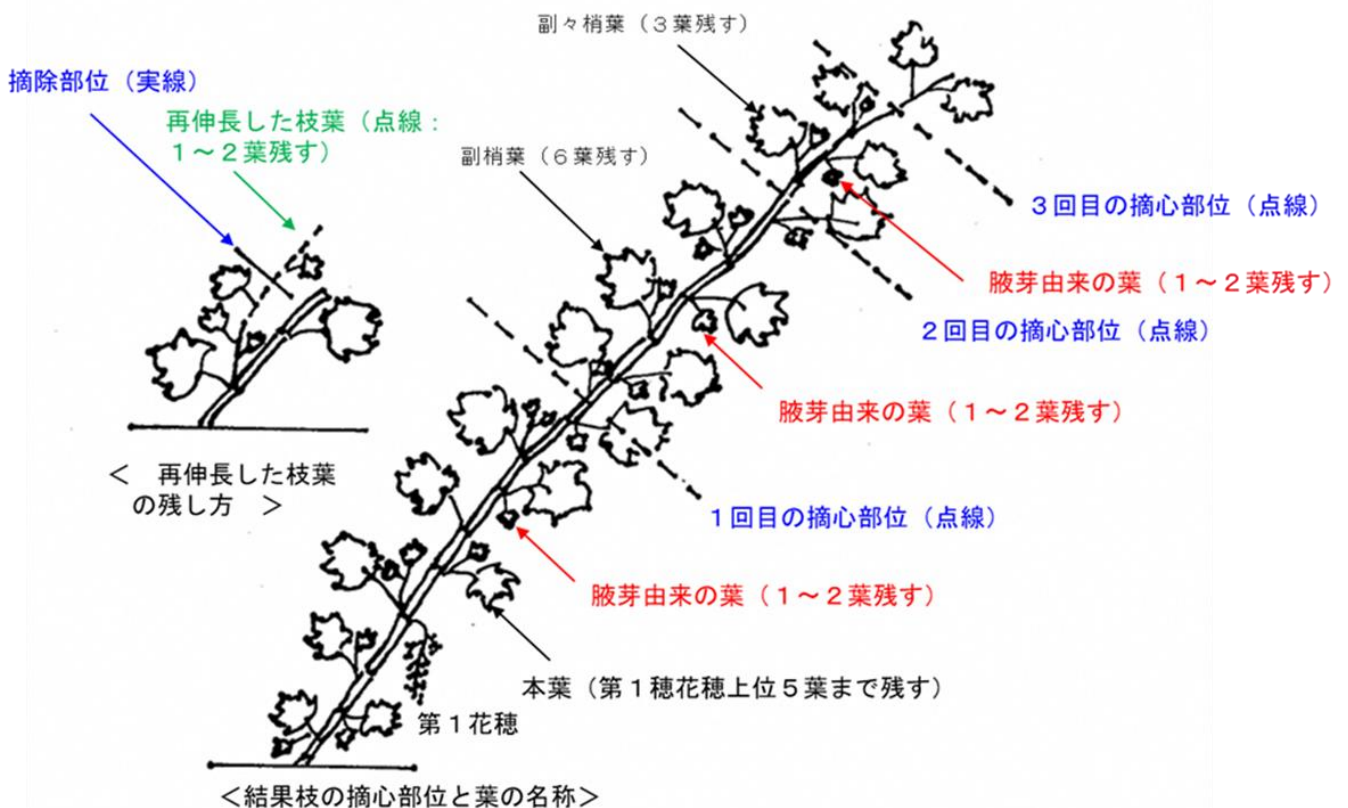 副々梢葉（３葉残す）
摘除部位（実線）
再伸長した枝葉（点線：
１～２葉残す）
副梢葉（６葉残す）
３回目の摘心部位（点線）
腋芽由来の葉（１～２葉残す）
２回目の摘心部位（点線）
腋芽由来の葉（１～２葉残す）
＜　再伸長した枝葉
の残し方　＞
１回目の摘心部位（点線）
腋芽由来の葉（１～２葉残す）
本葉（第１穂花穂上位５葉まで残す）
第１花穂
＜結果枝の摘心部位と葉の名称＞